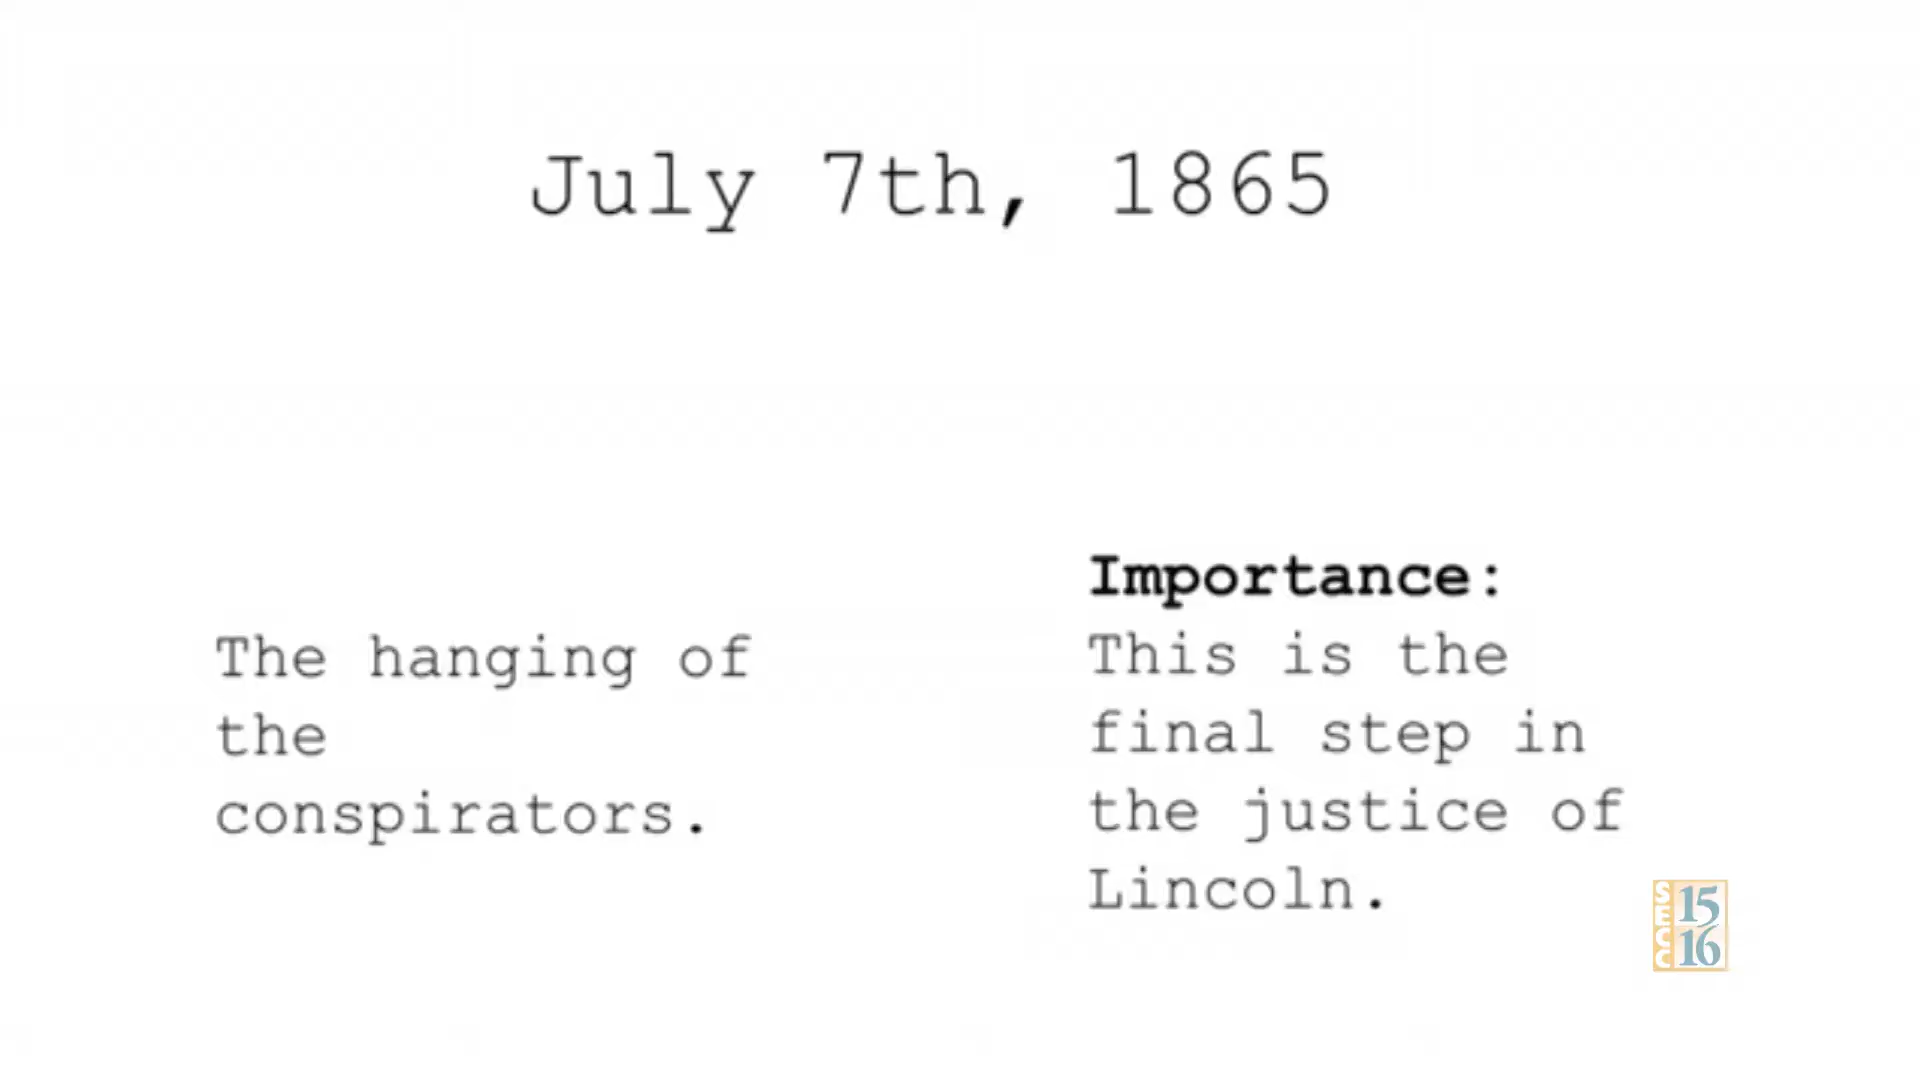 July 7th, 1865
The hanging of
the
conspirators.
Importance:
This is the
final step in
the justice of
Lincoln.
SECC
15
16